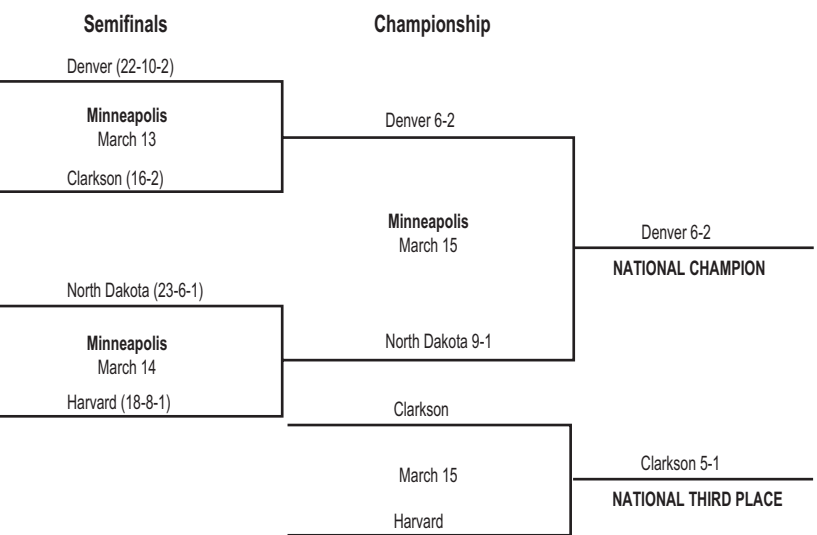 Semifinals
Championship
Denver (22-10-2)
Minneapolis
March 13
Clarkson (16-2)
Denver 6-2
Minneapolis
March 15
Denver 6-2
NATIONAL CHAMPION
North Dakota (23-6-1)
Minneapolis
March 14
Harvard (18-8-1)
North Dakota 9-1
Clarkson
March 15
Harvard
Clarkson 5-1
NATIONAL THIRD PLACE